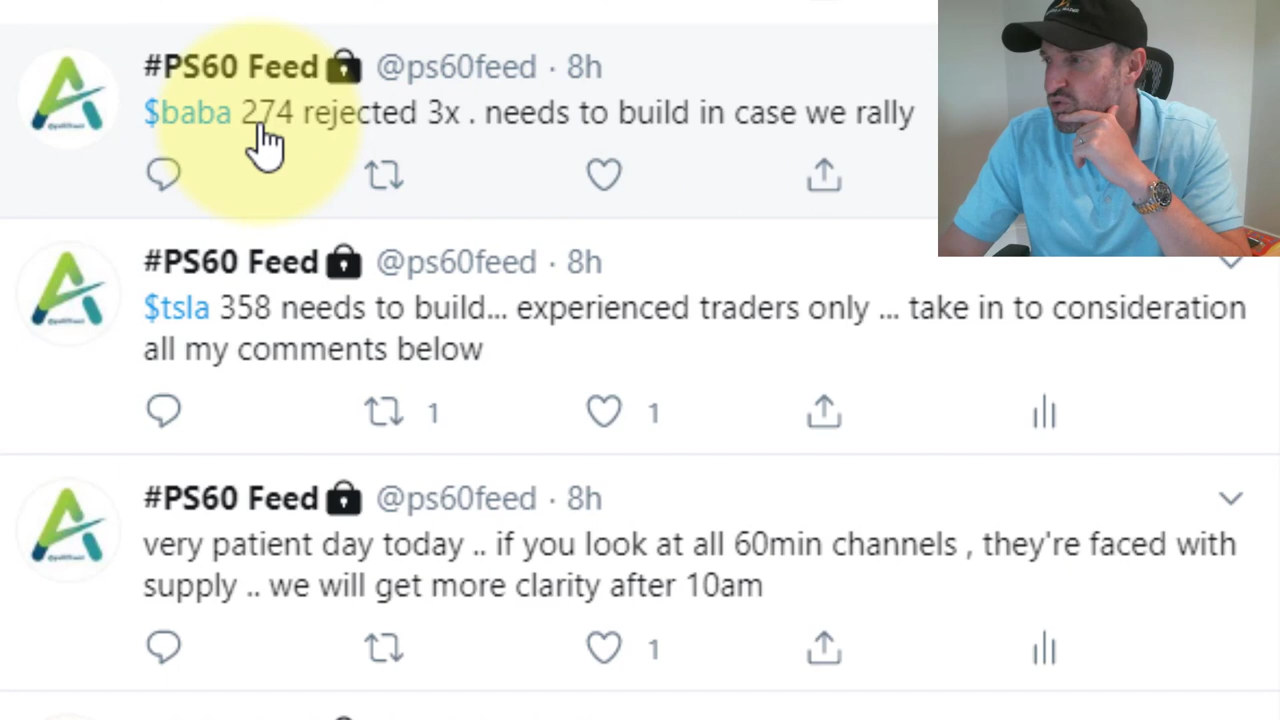 #PS60 Feed @ps60feed · 8h
$baba 274 rejected 3x . needs to build in case we rally
#PS60 Feed @ps60feed · 8h
$tsla 358 needs to build... experienced traders only ... take in to consideration
all my comments below
1 1
#PS60 Feed @ps60feed · 8h
very patient day today .. if you look at all 60min channels , they're faced with
supply .. we will get more clarity after 10am
1